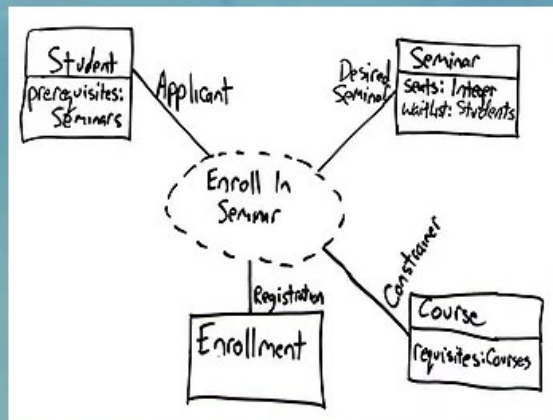 Student
prerequisites:
Seminars
Applicant
Desired
Seminar
Seminar
seats: Integer
waitlist: Students
Enroll In
Seminar
Registration
Enrollment
Constrainer
Course
requisites:Courses